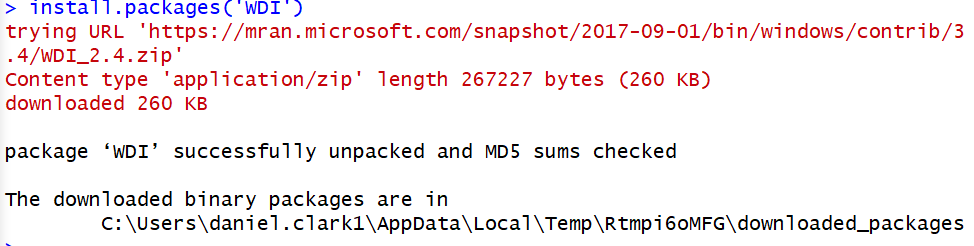 > install.packages('WDI')
trying URL 'https://mran.microsoft.com/snapshot/2017-09-01/bin/windows/contrib/3
.4/WDI_2.4.zip'
Content type 'application/zip' length 267227 bytes (260 KB)
downloaded 260 KB

package ‘WDI’ successfully unpacked and MD5 sums checked

The downloaded binary packages are in
        C:\Users\daniel.clark1\AppData\Local\Temp\Rtmpi6oMFG\downloaded_packages